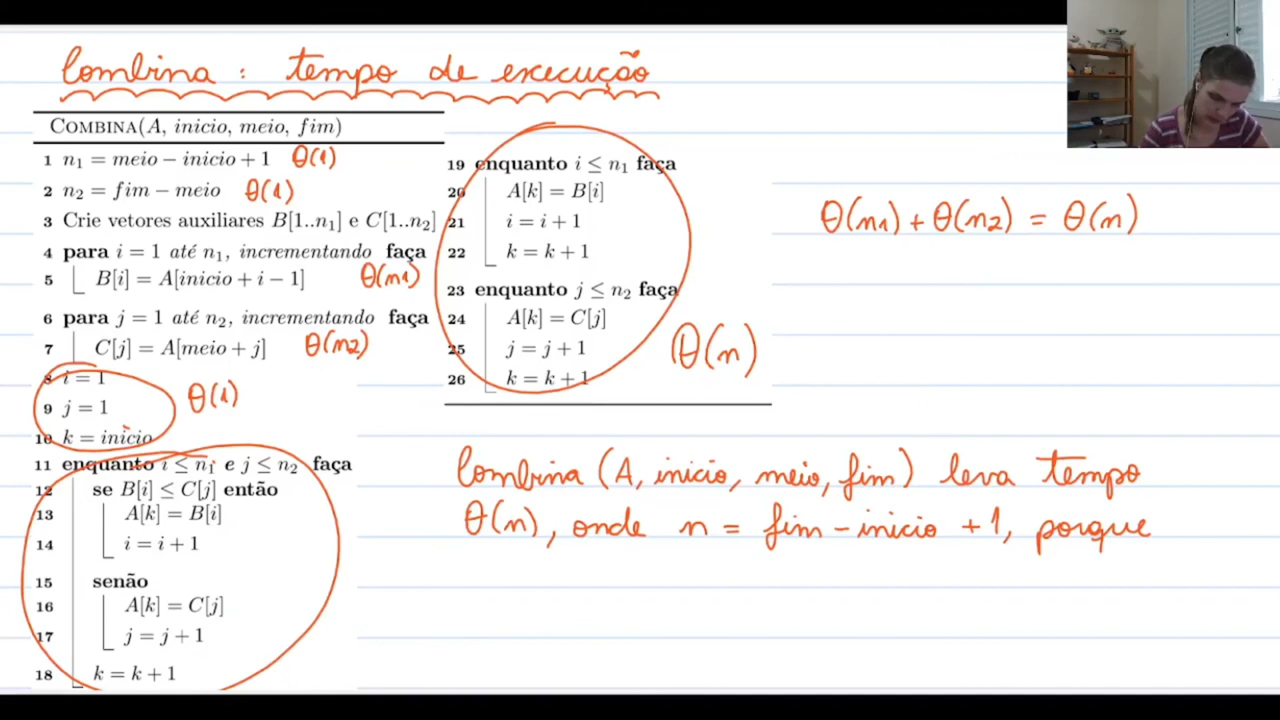 Combina : tempo de execução
COMBINA(A, inicio, meio, fim)
1 n₁ = meio − inicio + 1 θ(1)
2 n₂ = fim − meio θ(1)
3 Crie vetores auxiliares B[1..n₁] e C[1..n₂]
4 para i = 1 até n₁, incrementando faça
5 B[i] = A[inicio + i − 1] θ(n1)
6 para j = 1 até n₂, incrementando faça
7 C[j] = A[meio + j] θ(n2)
8 i = 1
9 j = 1 θ(1)
10 k = inicio
11 enquanto i ≤ n₁ e j ≤ n₂ faça
12 se B[i] ≤ C[j] então
13 A[k] = B[i]
14 i = i + 1
15 senão
16 A[k] = C[j]
17 j = j + 1
18 k = k + 1
19 enquanto i ≤ n₁ faça
20 A[k] = B[i]
21 i = i + 1
22 k = k + 1
23 enquanto j ≤ n₂ faça
24 A[k] = C[j]
25 j = j + 1
26 k = k + 1
θ(n)
θ(n1) + θ(n2) = θ(n)
Combina (A, inicio, meio, fim) leva tempo
θ(n), onde n = fim − inicio + 1, porque